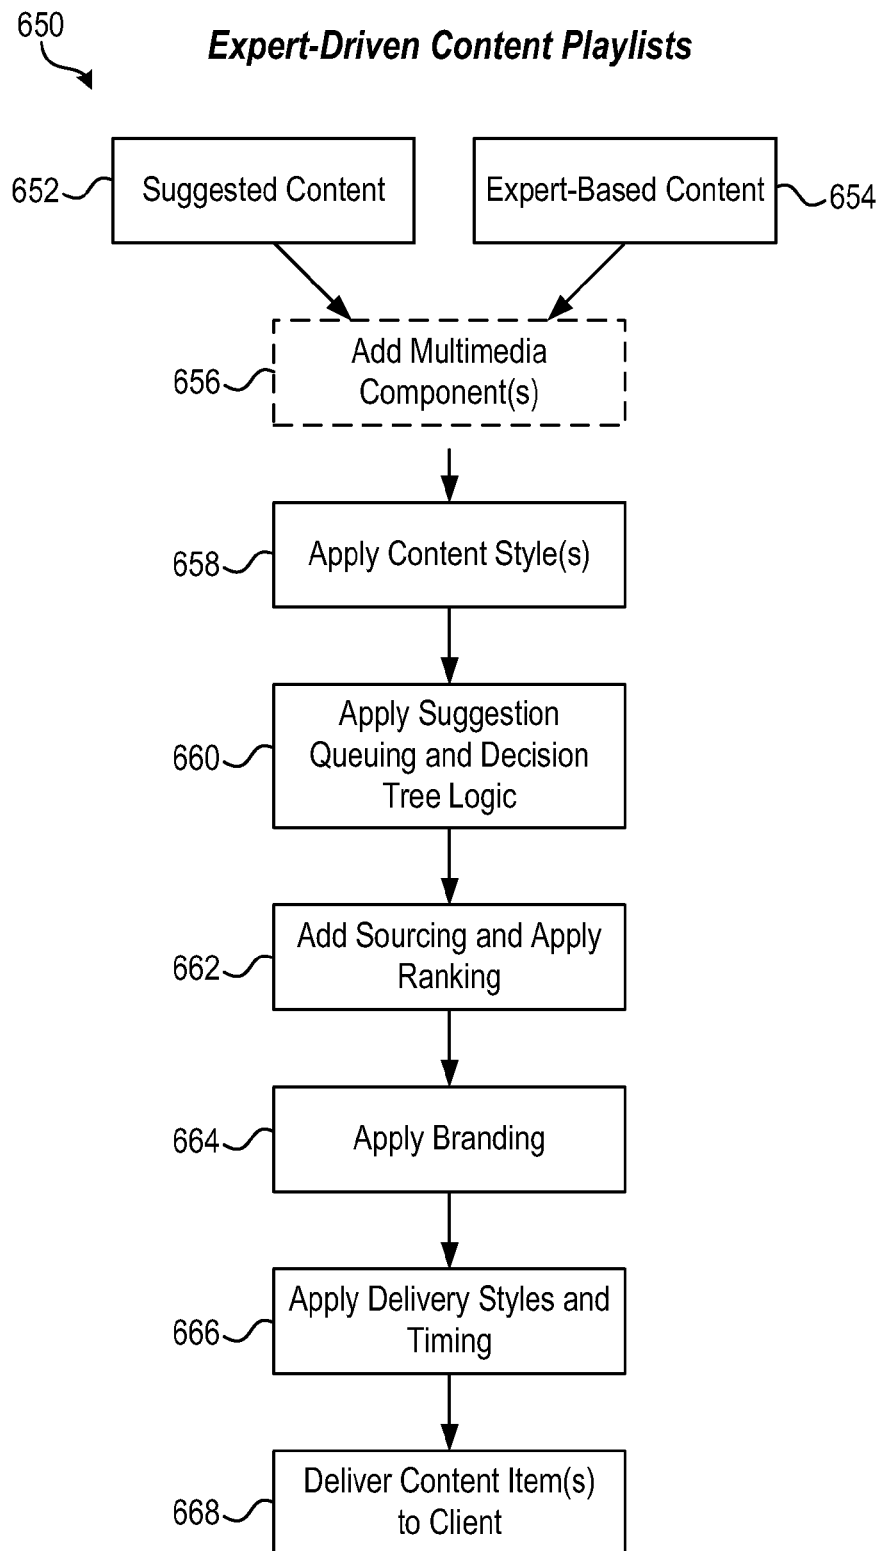 650
Expert-Driven Content Playlists
652
Suggested Content
Expert-Based Content
654
656
Add Multimedia
Component(s)
658
Apply Content Style(s)
660
Apply Suggestion
Queuing and Decision
Tree Logic
662
Add Sourcing and Apply
Ranking
664
Apply Branding
666
Apply Delivery Styles and
Timing
668
Deliver Content Item(s)
to Client